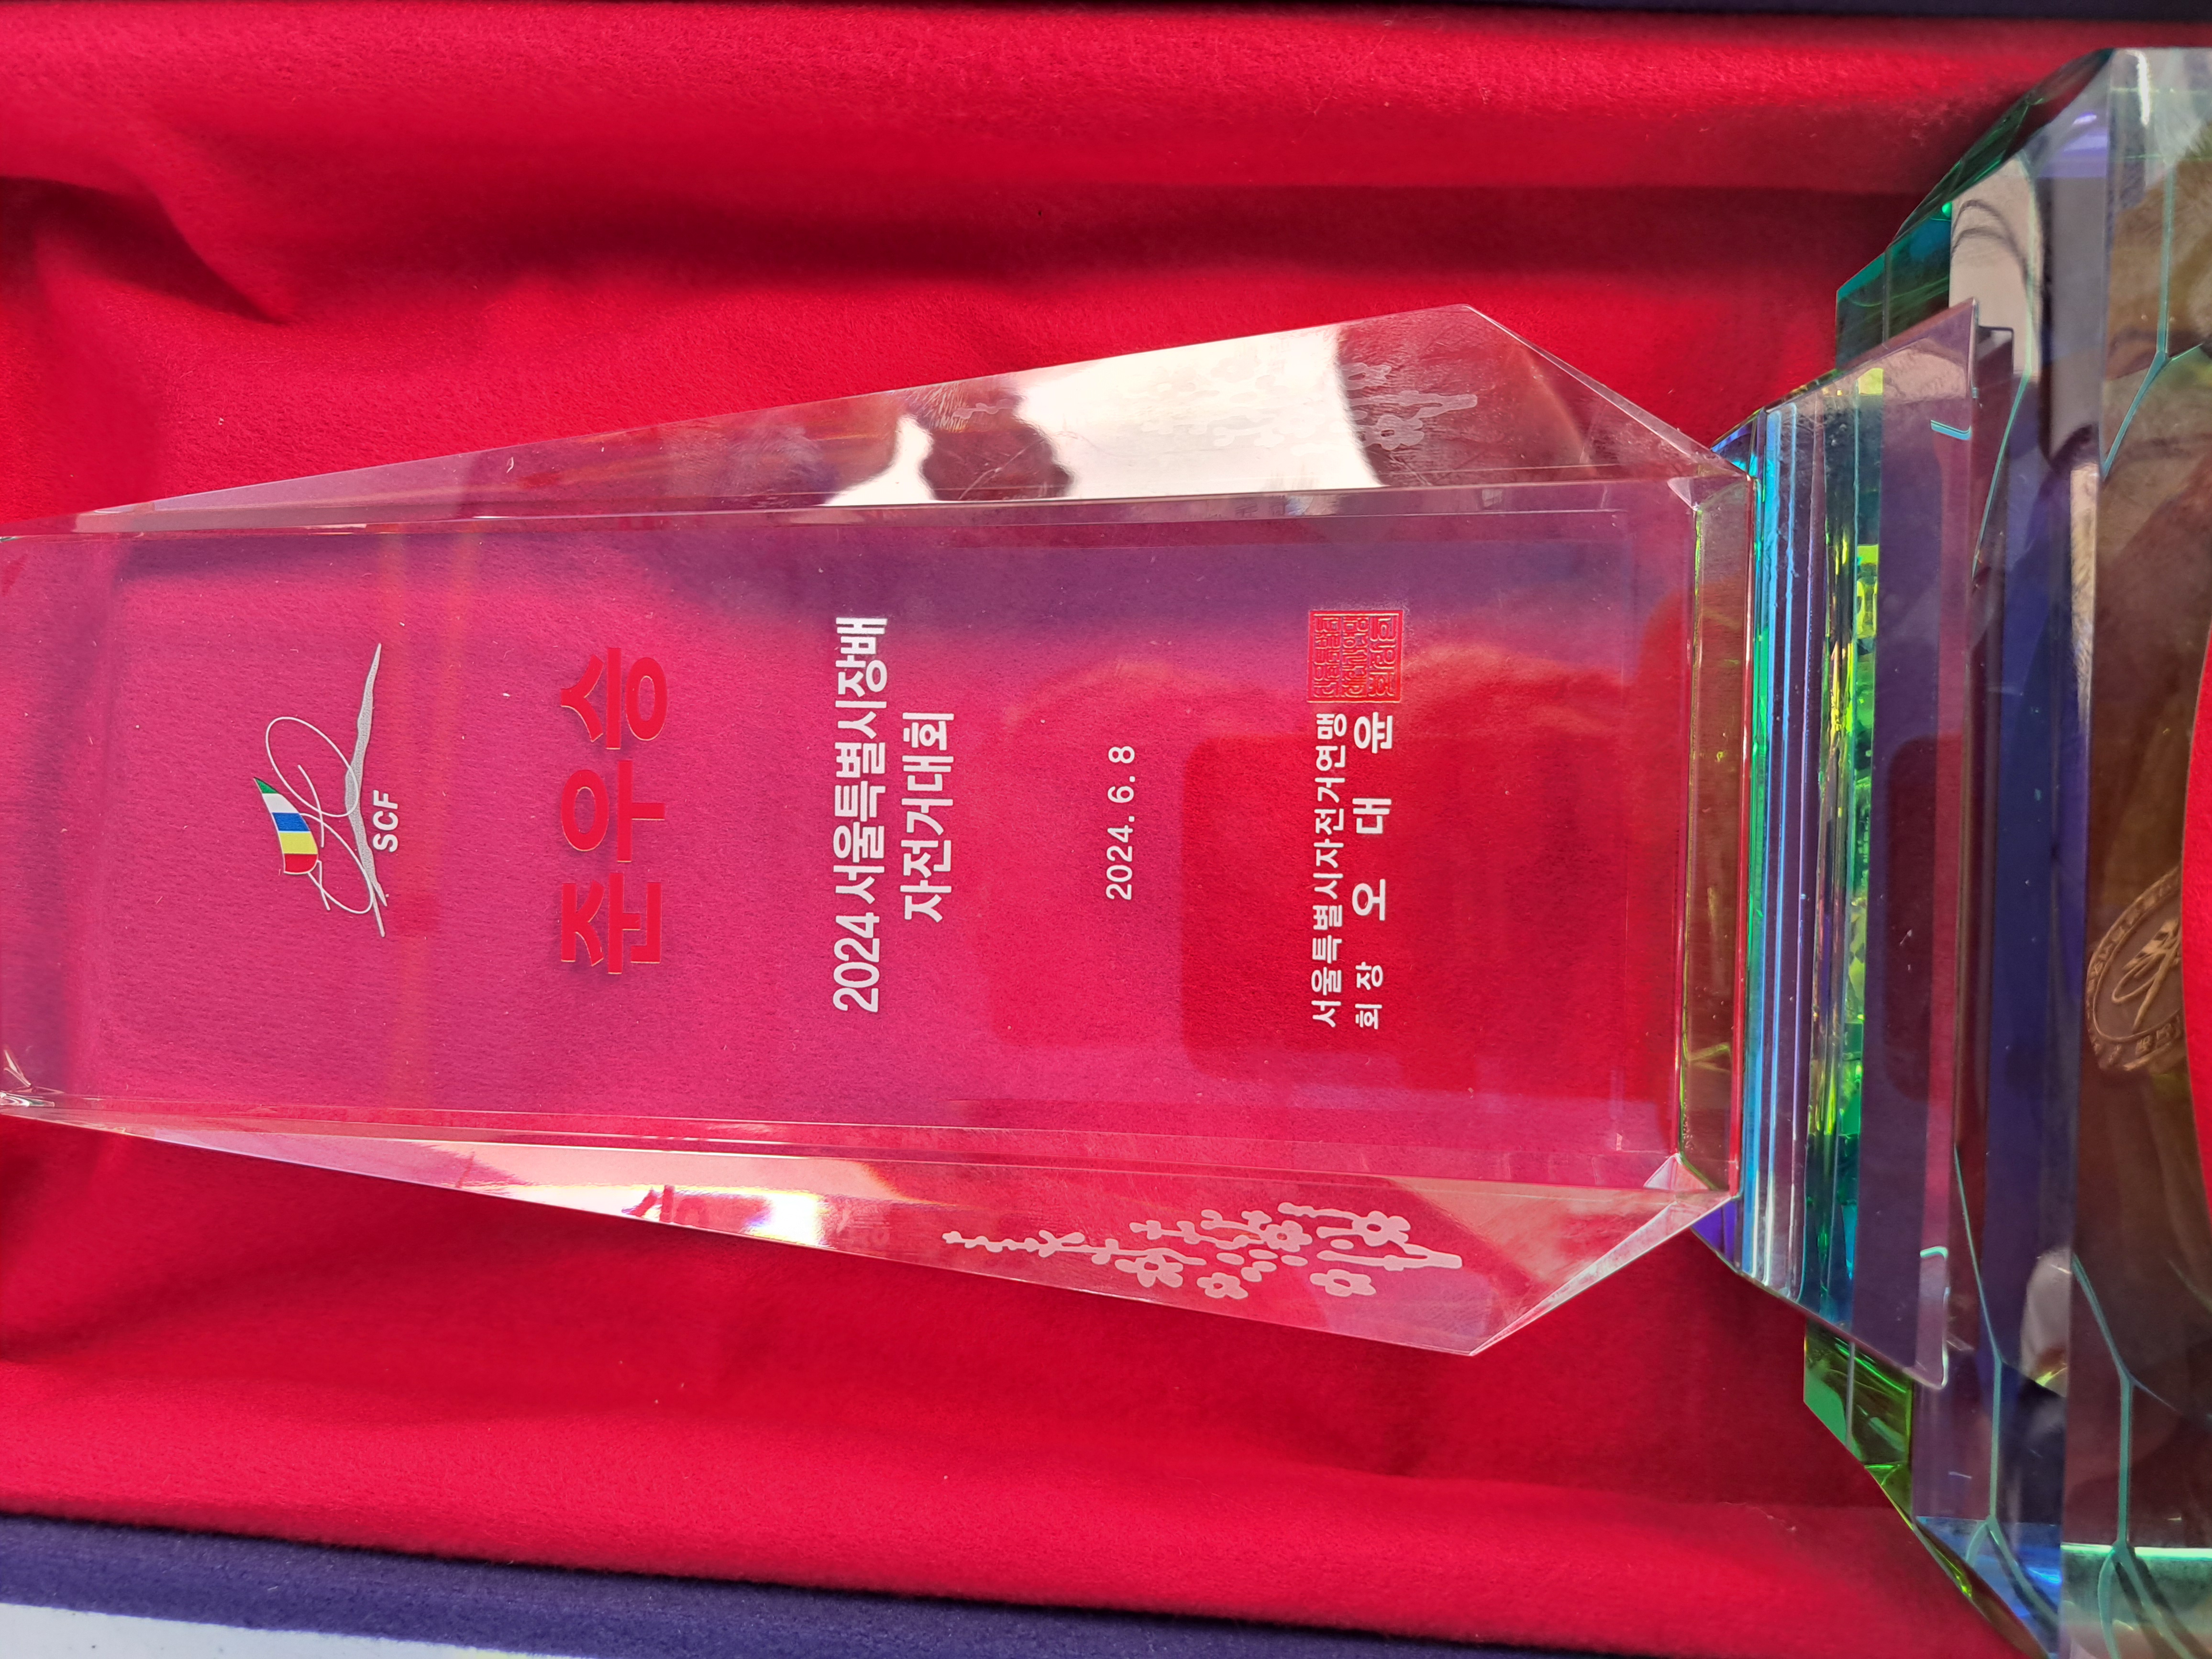 SCF
준우승
2024 서울특별시장배
자전거대회
2024. 6. 8
서울특별시자전거연맹
회 장 오 대 윤